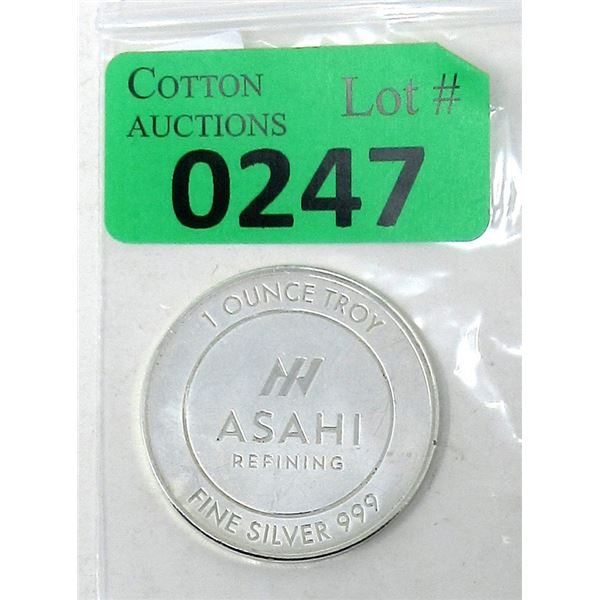 COTTON
AUCTIONS
Lot #
0247
1 OUNCE TROY
ASAHI
REFINING
FINE SILVER 999